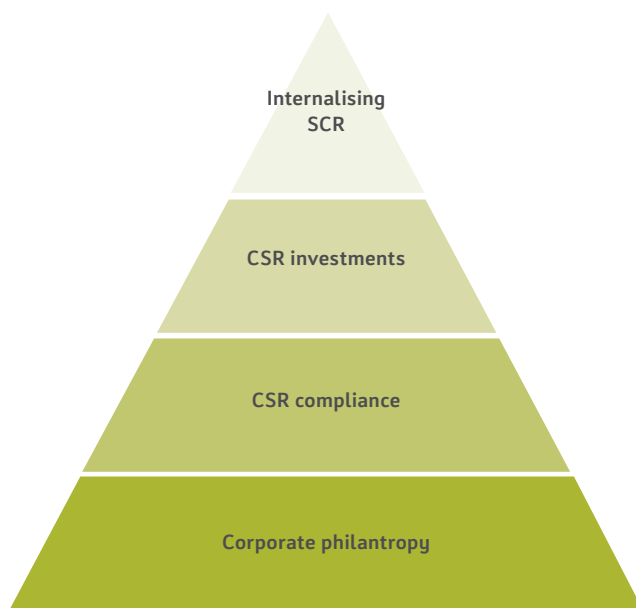 Internalising
SCR
CSR investments
CSR compliance
Corporate philantropy